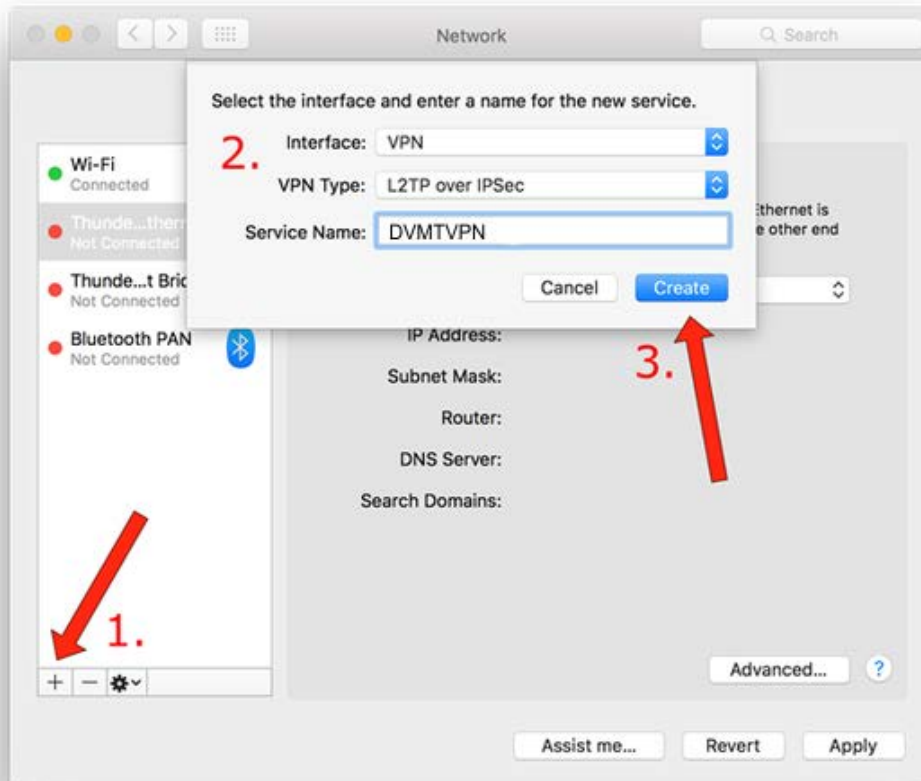 Network
Search
Select the interface and enter a name for the new service.
2.
Interface: VPN
VPN Type: L2TP over IPSec
Service Name: DVMTVPN
Cancel
Create
Wi-Fi
Connected
Thunde...ther
Not Connected
Thunde...t Bric
Not Connected
Bluetooth PAN
Not Connected
Ethernet is
e other end
IP Address:
Subnet Mask:
Router:
DNS Server:
Search Domains:
3.
1.
+ −
Advanced... ?
Assist me...
Revert
Apply